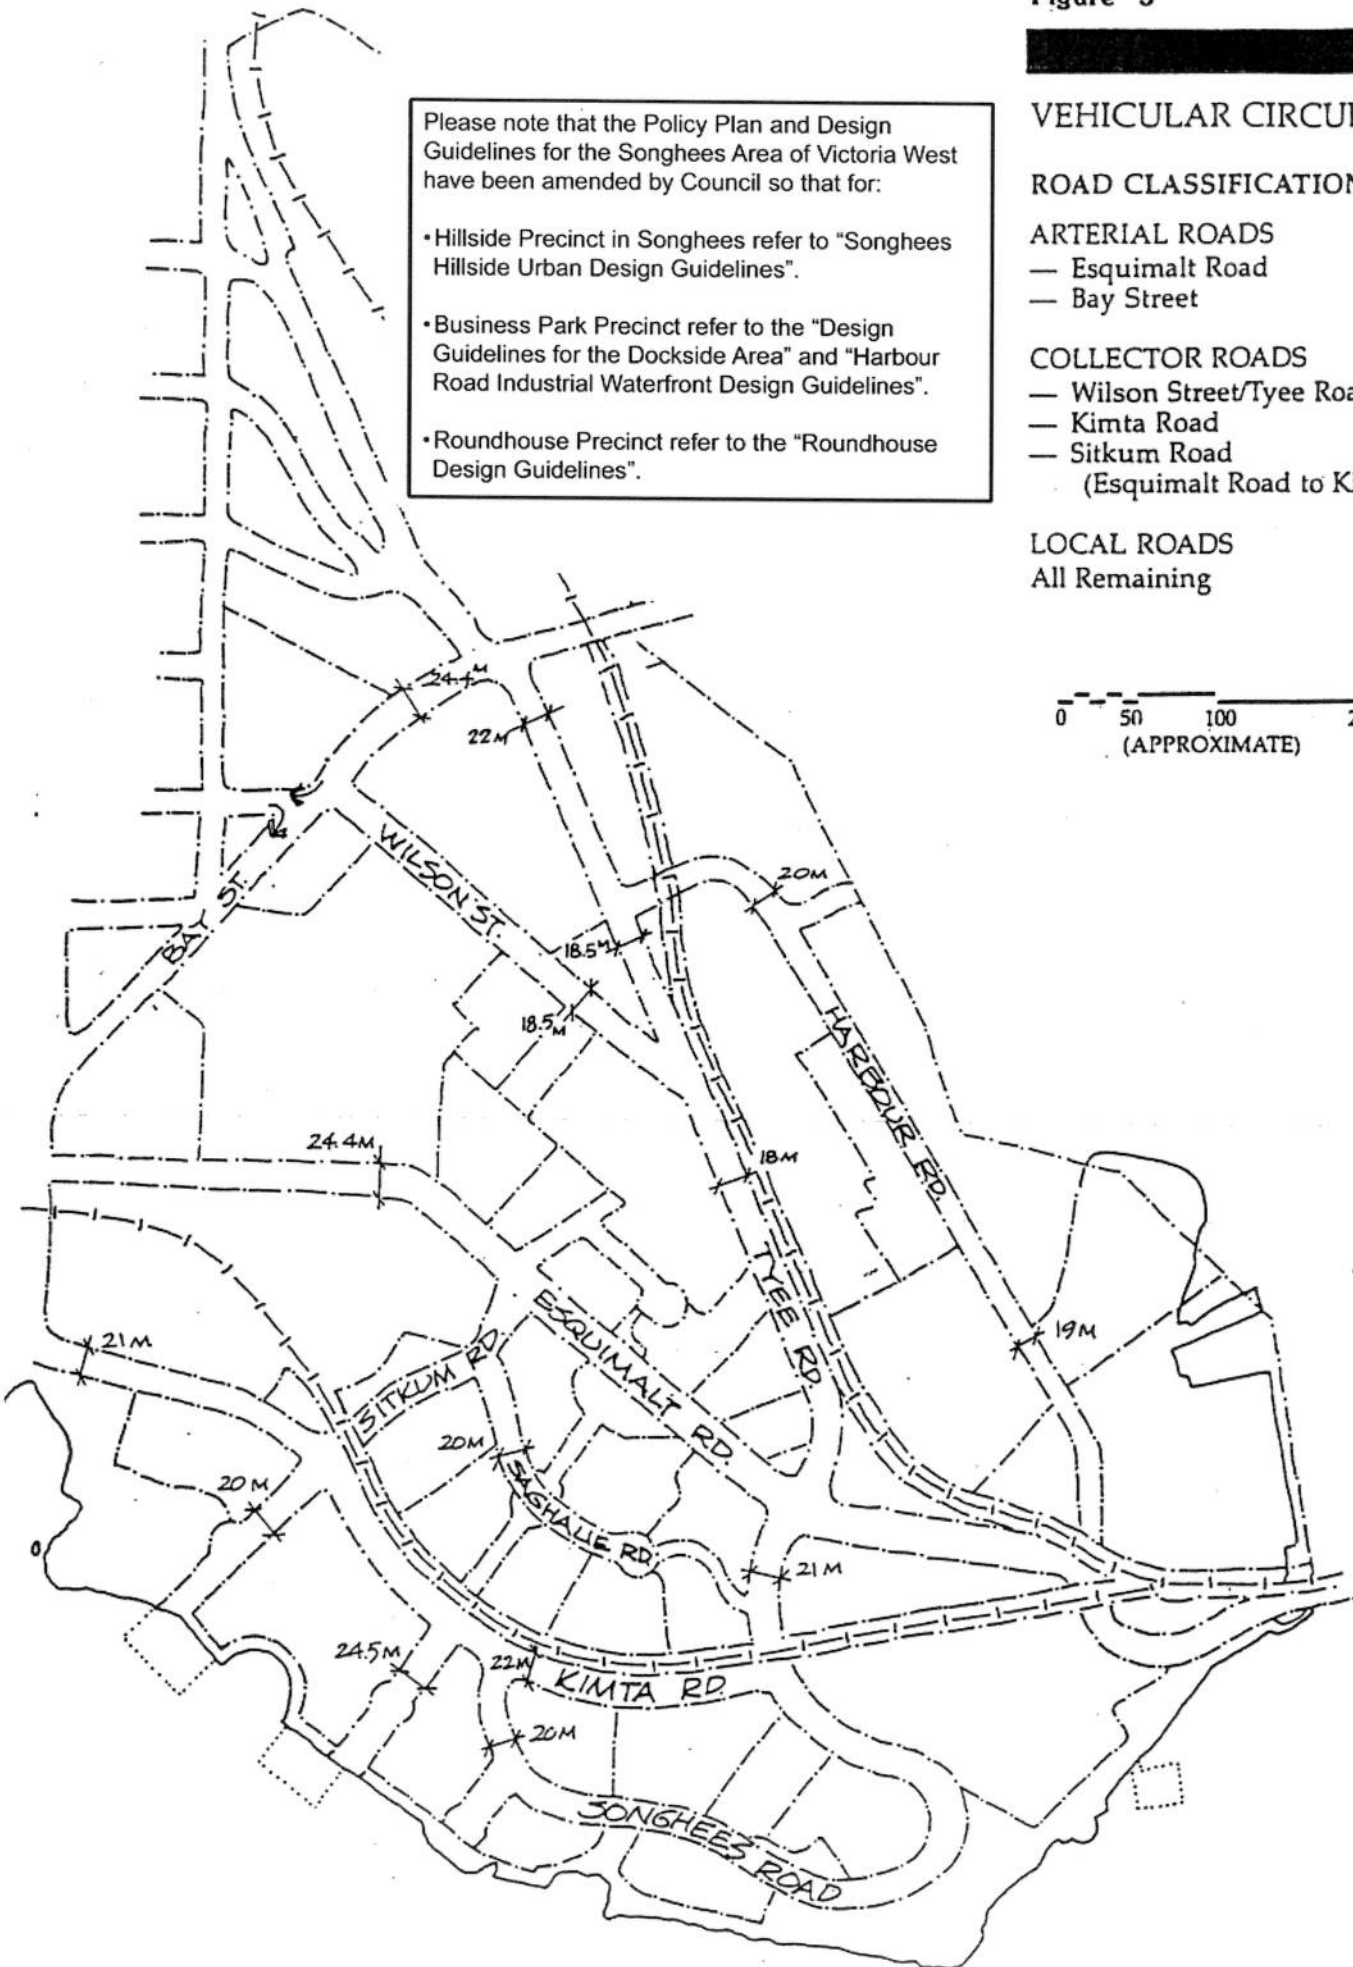 Figure 3
Please note that the Policy Plan and Design
Guidelines for the Songhees Area of Victoria West
have been amended by Council so that for:
•Hillside Precinct in Songhees refer to “Songhees
Hillside Urban Design Guidelines”.
•Business Park Precinct refer to the “Design
Guidelines for the Dockside Area” and “Harbour
Road Industrial Waterfront Design Guidelines”.
•Roundhouse Precinct refer to the “Roundhouse
Design Guidelines”.
VEHICULAR CIRCU
ROAD CLASSIFICATION
ARTERIAL ROADS
— Esquimalt Road
— Bay Street
COLLECTOR ROADS
— Wilson Street/Tyee Roa
— Kimta Road
— Sitkum Road
(Esquimalt Road to K
LOCAL ROADS
All Remaining
0 50 100 2
(APPROXIMATE)
24.4M
22M
WILSON ST.
BAY ST.
20M
18.5M
18.5M
HARBOUR RD.
24.4M
18M
TYEE RD
ESQUIMALT RD
19M
21M
SITKUM RD
20M
SAGHALIE RD.
20M
21M
24.5M
22M
KIMTA RD.
20M
SONGHEES ROAD